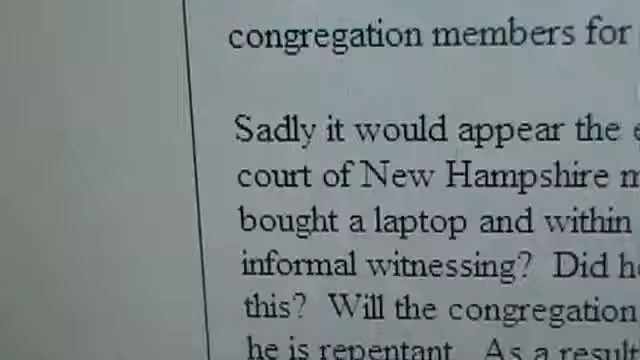 congregation members for
Sadly it would appear the
court of New Hampshire
bought a laptop and within
informal witnessing? Did
this? Will the congregation
he is repentant. As a result